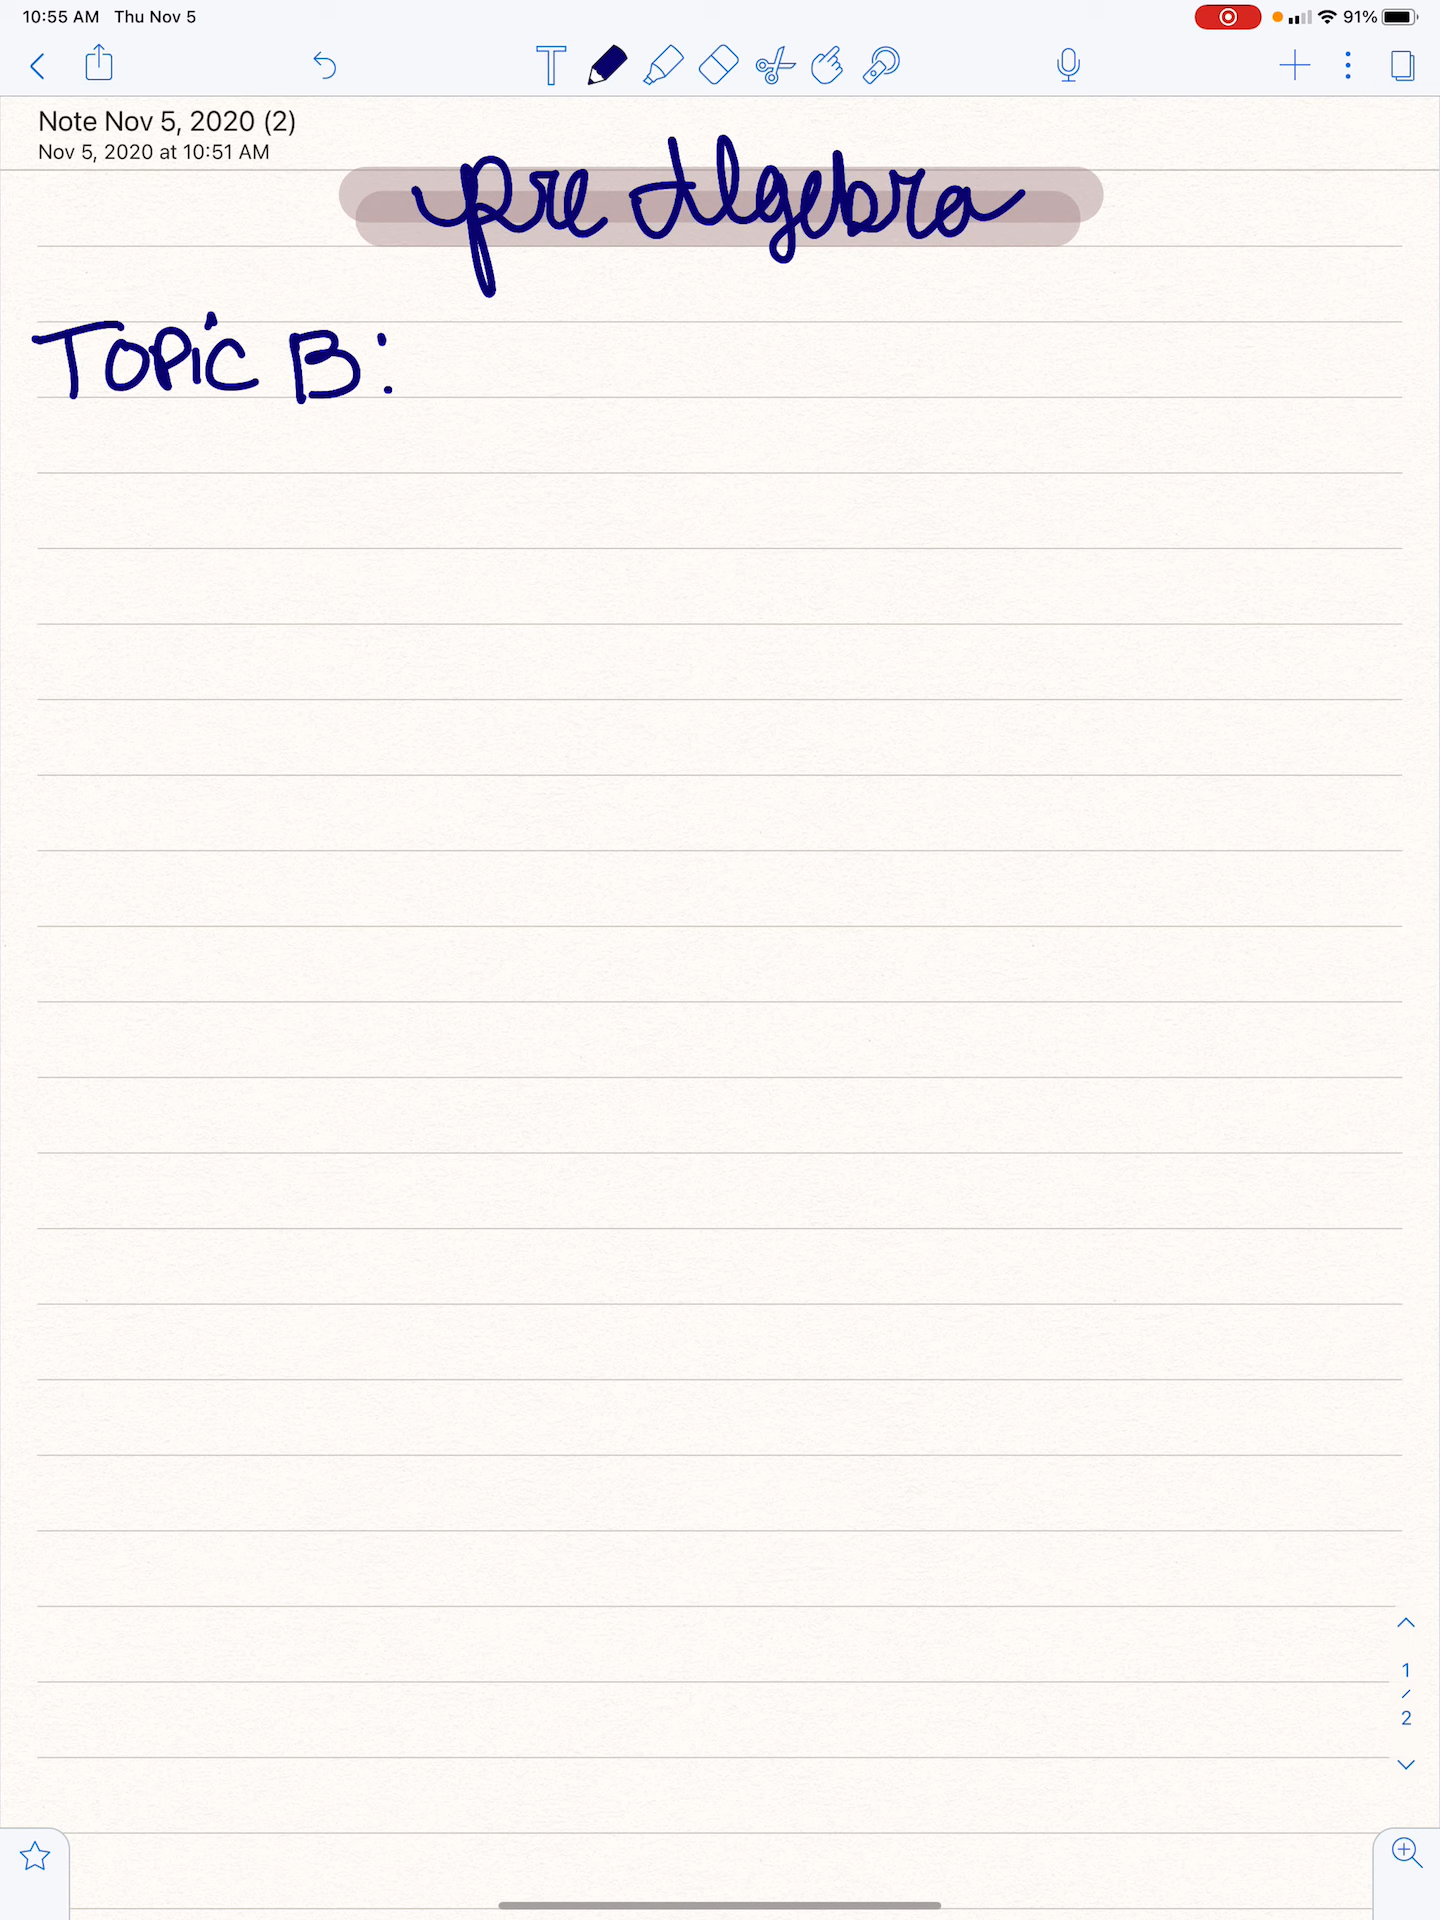 10:55 AM Thu Nov 5 91%
T
Note Nov 5, 2020 (2)
Nov 5, 2020 at 10:51 AM
pre Algebra
TOPiC B:
1
/
2